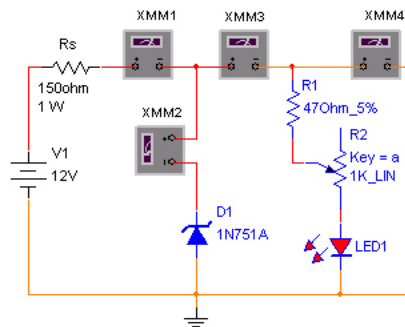 XMM1
XMM3
XMM4
Rs
150ohm
1 W
XMM2
R1
47Ohm_5%
R2
Key = a
1K_LIN
V1
12V
D1
1N751A
LED1